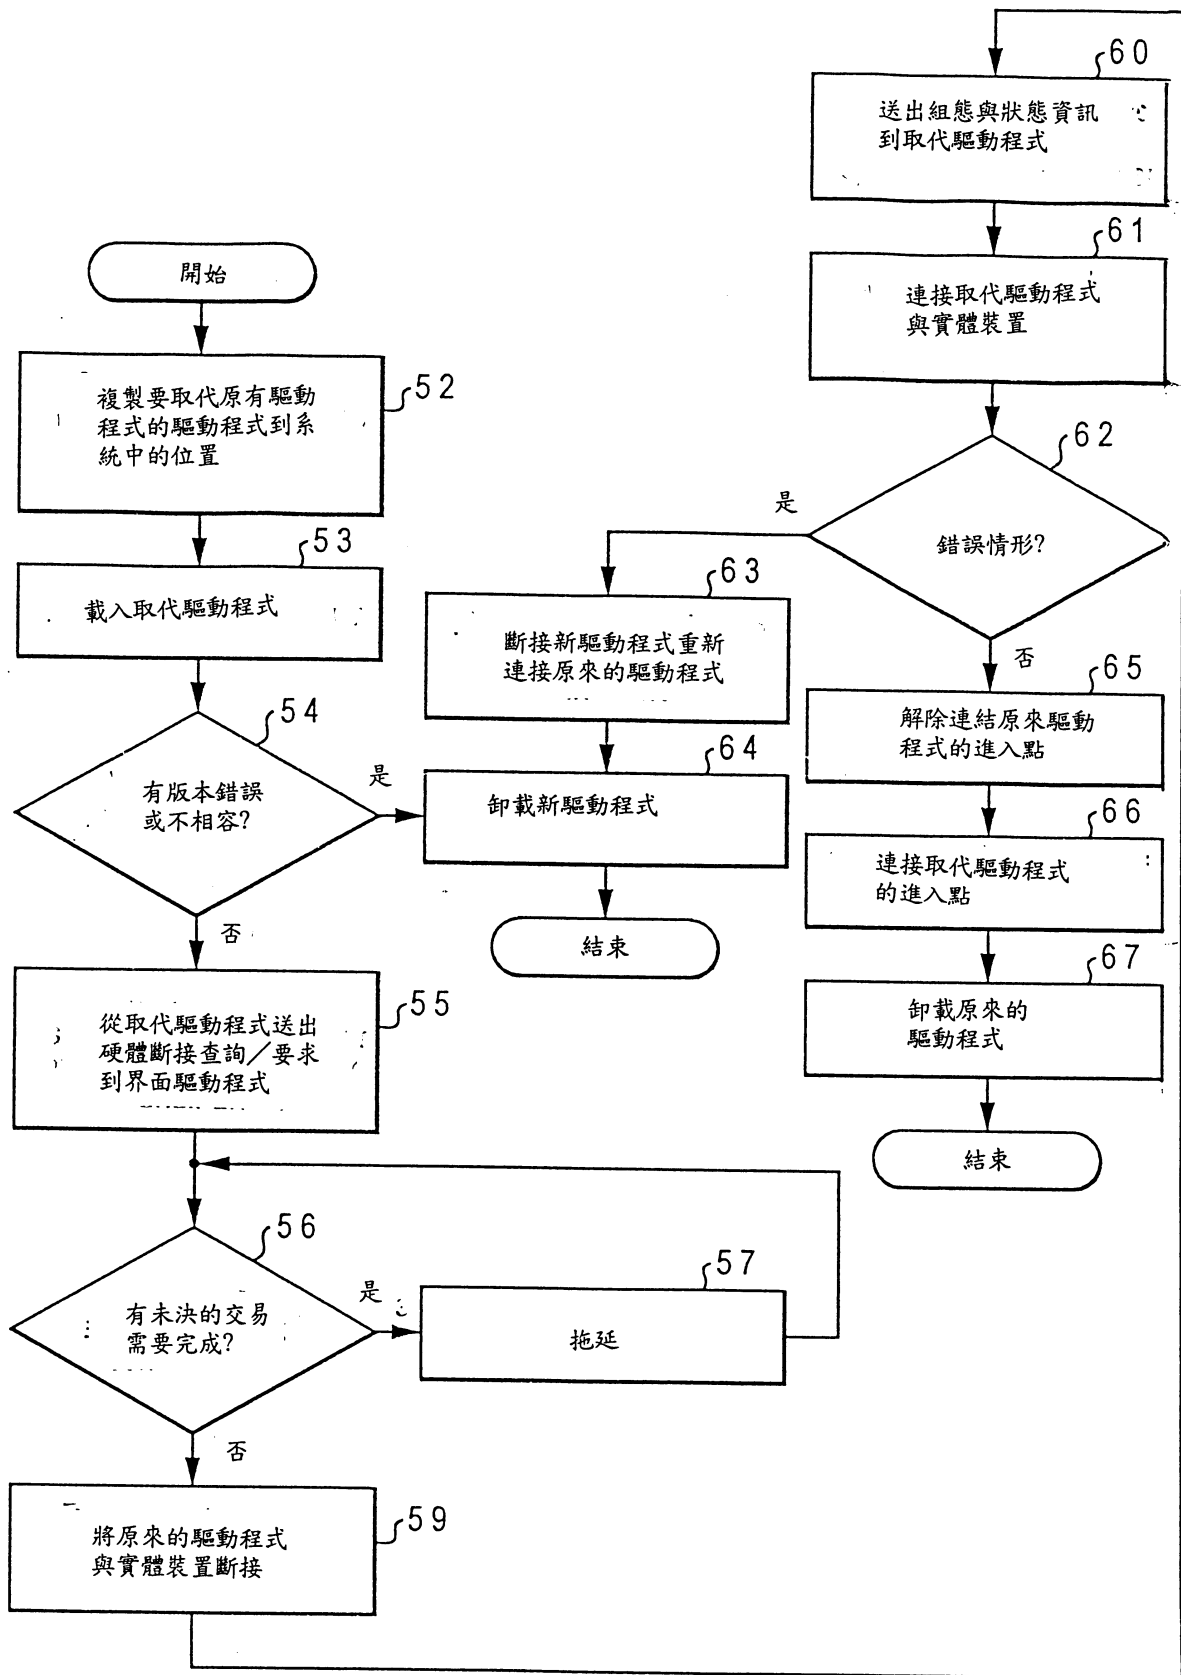 開始
52
複製要取代原有驅動
程式的驅動程式到系
統中的位置
53
載入取代驅動程式
54
有版本錯誤
或不相容?
是
否
55
從取代驅動程式送出
硬體斷接查詢/要求
到界面驅動程式
56
有未決的交易
需要完成?
是
57
拖延
否
59
將原來的驅動程式
與實體裝置斷接
60
送出組態與狀態資訊
到取代驅動程式
61
連接取代驅動程式
與實體裝置
62
錯誤情形?
是
63
斷接新驅動程式重新
連接原來的驅動程式
64
卸載新驅動程式
結束
否
65
解除連結原來驅動
程式的進入點
66
連接取代驅動程式
的進入點
67
卸載原來的
驅動程式
結束